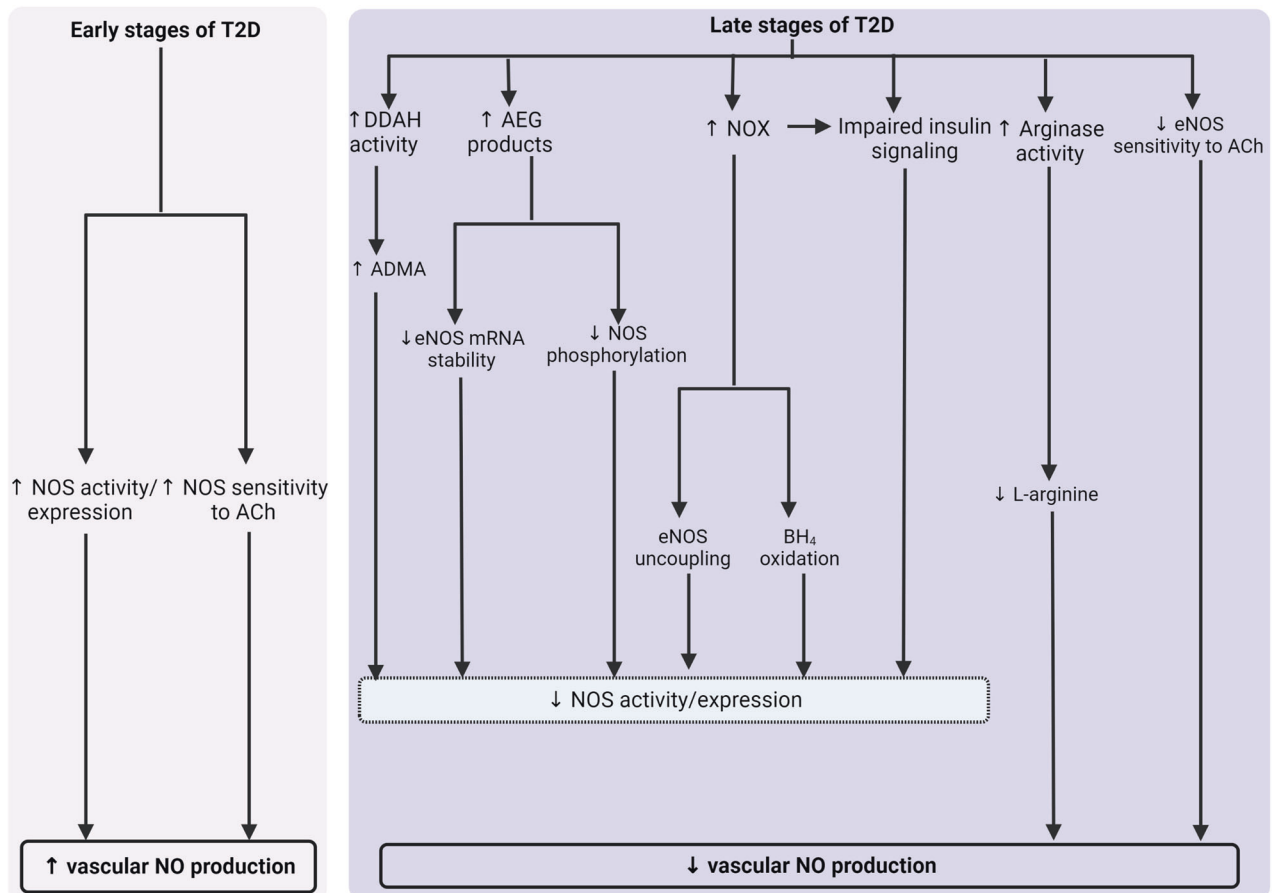 Early stages of T2D
↑ NOS activity/
expression
↑ NOS sensitivity
to ACh
↑ vascular NO production
Late stages of T2D
↑DDAH
activity
↑ AEG
products
↑ NOX
Impaired insulin
signaling
↑ Arginase
activity
↓ eNOS
sensitivity to ACh
↑ ADMA
↓eNOS mRNA
stability
↓ NOS
phosphorylation
↓ L-arginine
eNOS
uncoupling
BH₄
oxidation
↓ NOS activity/expression
↓ vascular NO production